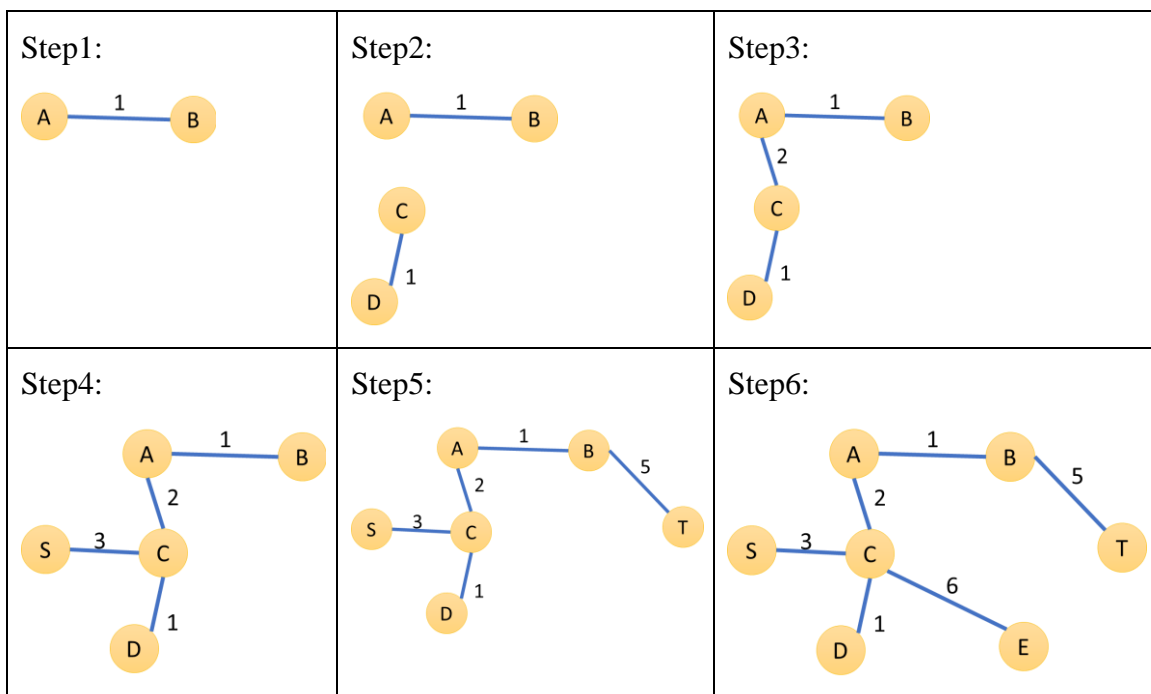 Step1:
A 1 B
Step2:
A 1 B
C
1
D
Step3:
A 1 B
2
C
1
D
Step4:
A 1 B
2
S 3 C
1
D
Step5:
A 1 B
5
2
S 3 C T
1
D
Step6:
A 1 B
5
2
S 3 C T
6
1
D E